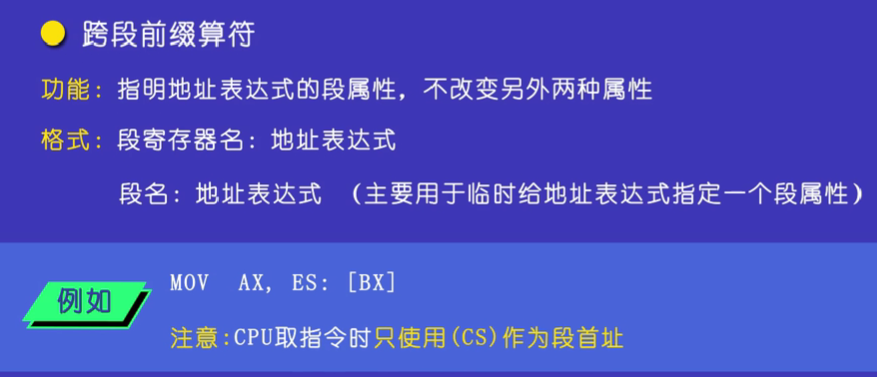 跨段前缀算符
功能：指明地址表达式的段属性，不改变另外两种属性
格式：段寄存器名：地址表达式
段名：地址表达式 （主要用于临时给地址表达式指定一个段属性）
例如
MOV AX, ES: [BX]
注意:CPU取指令时只使用(CS)作为段首址